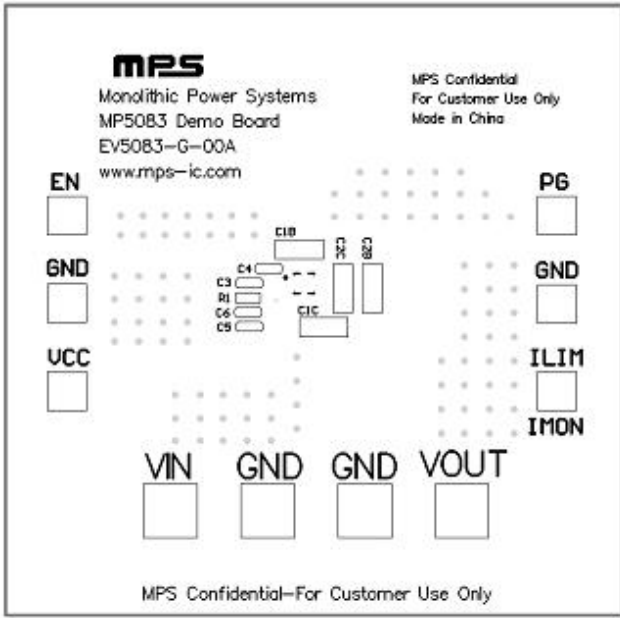 MPS
Monolithic Power Systems
MP5083 Demo Board
EV5083-G-00A
www.mps-ic.com
MPS Confidential
For Customer Use Only
Made in China
EN
PG
C1B
C2C
C2B
GND
C4
C3
R1
C6
C5
C1C
GND
VCC
ILIM
IMON
VIN
GND
GND
VOUT
MPS Confidential-For Customer Use Only